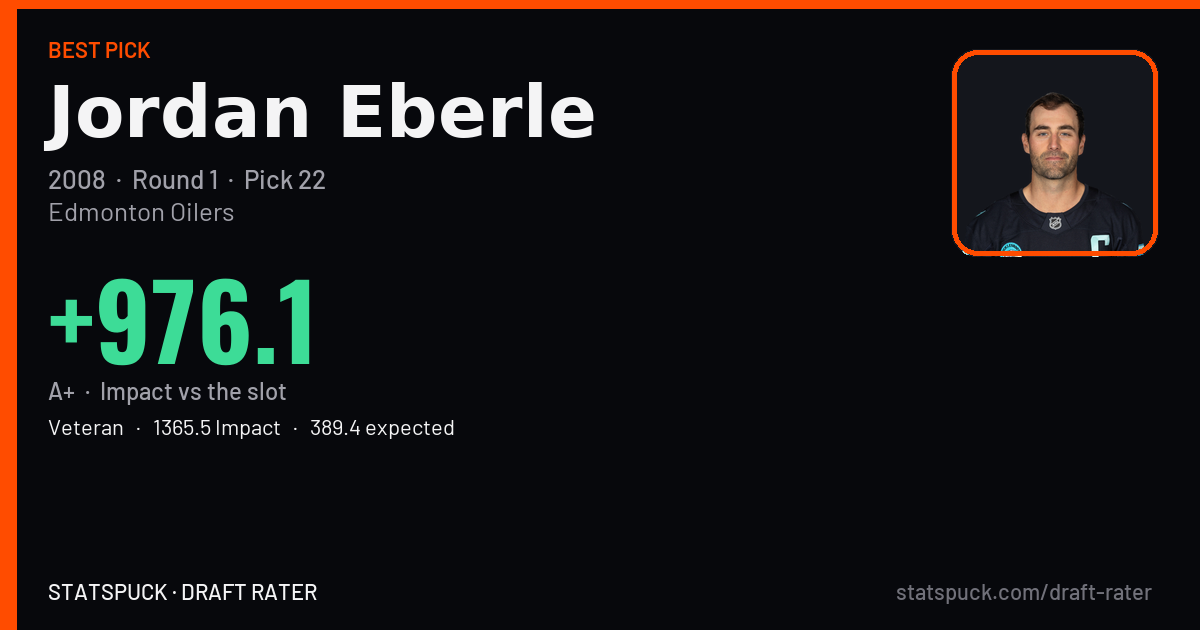 BEST PICK
Jordan Eberle
2008 · Round 1 · Pick 22
Edmonton Oilers
+976.1
A+ · Impact vs the slot
Veteran · 1365.5 Impact · 389.4 expected
STATSPUCK · DRAFT RATER
statspuck.com/draft-rater